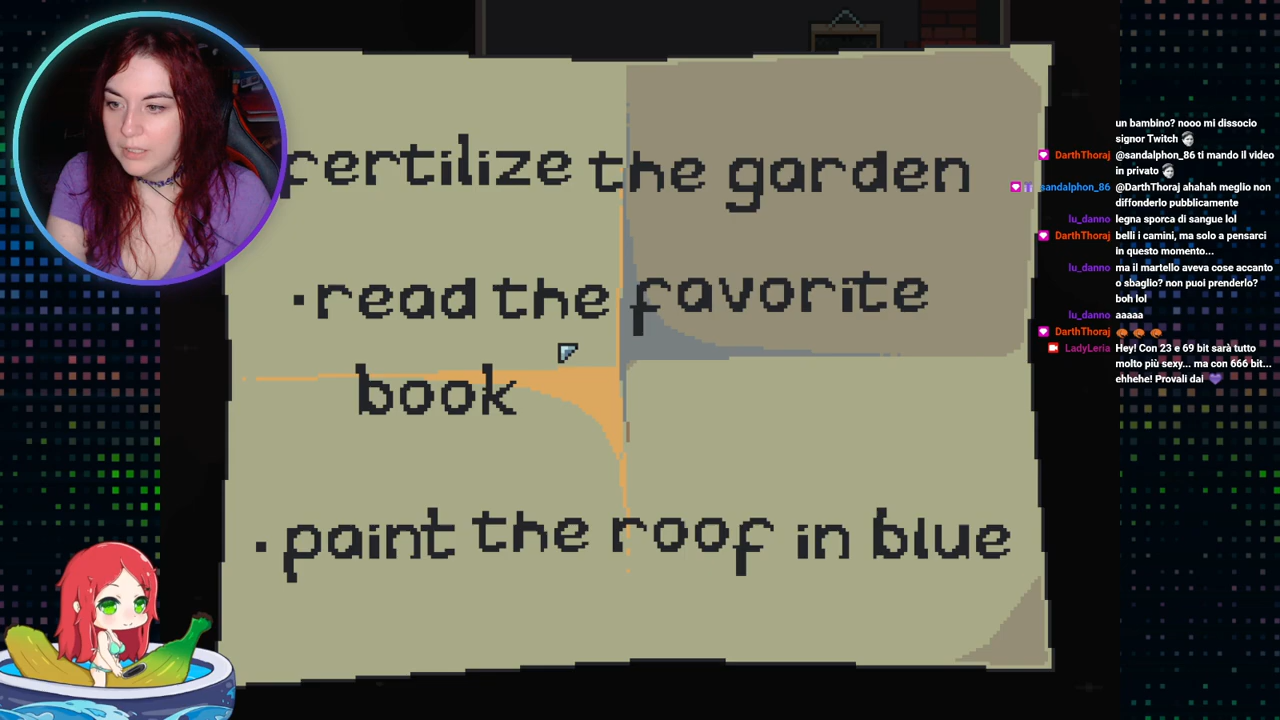 fertilize the garden
·read the favorite
book
·paint the roof in blue
un bambino? nooo mi dissocio
signor Twitch
DarthThoraj @sandalphon_86 ti mando il video
in privato
sandalphon_86 @DarthThoraj ahahah meglio non
diffonderlo pubblicamente
lu_danno legna sporca di sangue lol
DarthThoraj belli i camini, ma solo a pensarci
in questo momento...
lu_danno ma il martello aveva cose accanto
o sbaglio? non puoi prenderlo?
boh lol
lu_danno aaaaa
DarthThoraj
LadyLeria Hey! Con 23 e 69 bit sarà tutto
molto più sexy... ma con 666 bit...
ehhehe! Provali dai